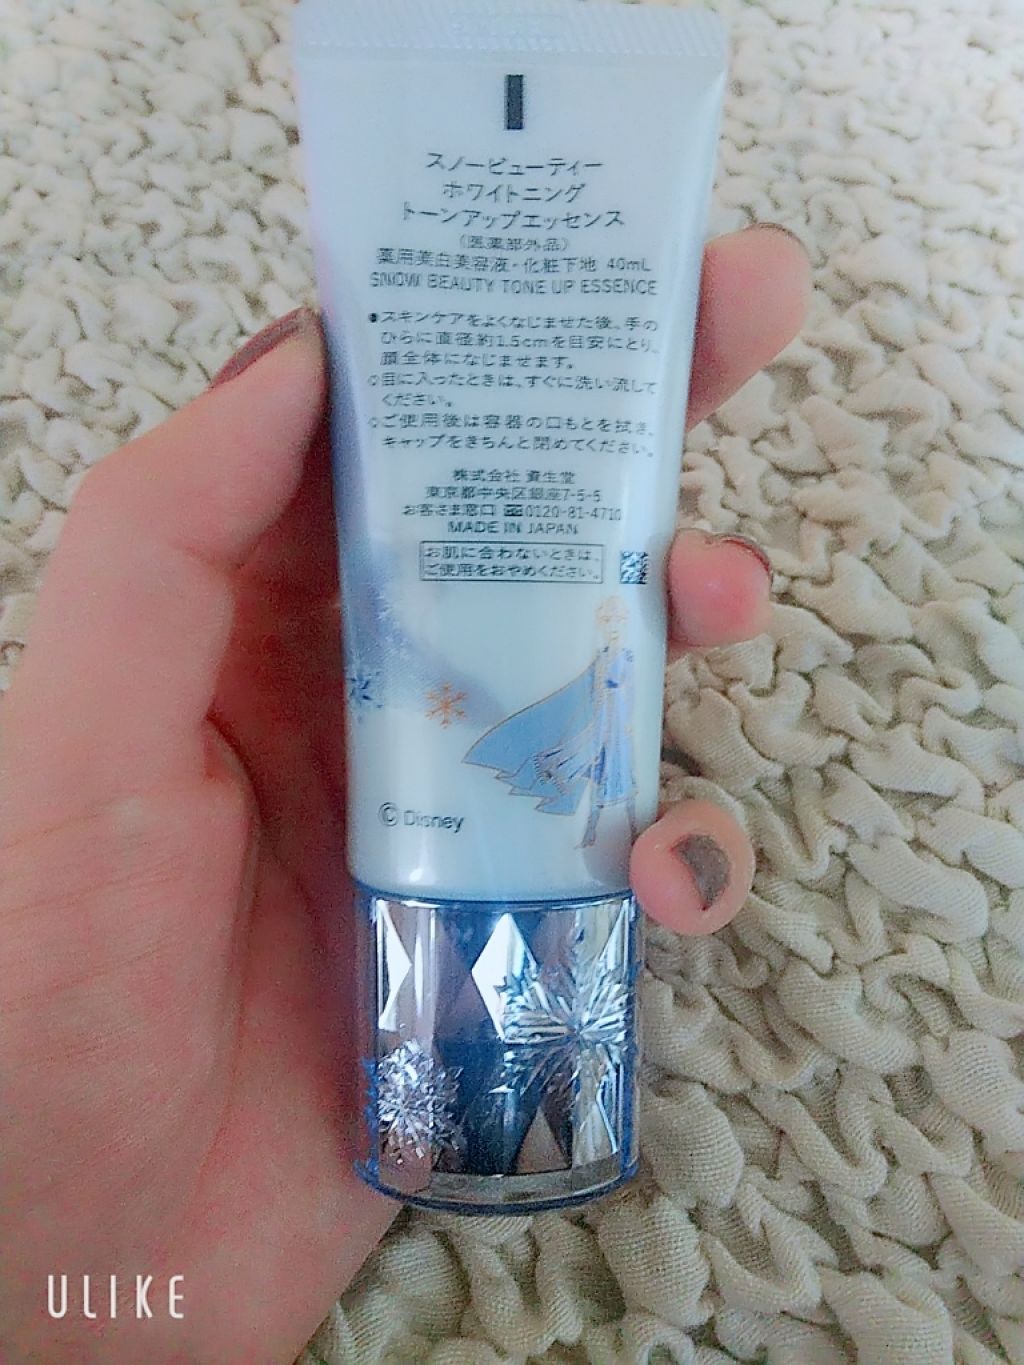 スノービューティー
ホワイトニング
トーンアップエッセンス
(医薬部外品)
薬用美白美容液・化粧下地 40mL
SNOW BEAUTY TONE UP ESSENCE
●スキンケアをよくなじませた後、手の
ひらに直径約1.5cmを目安にとり、
顔全体になじませます。
◇目に入ったときは、すぐに洗い流して
ください。
◇ご使用後は容器の口もとを拭き、
キャップをきちんと閉めてください。
株式会社 資生堂
東京都中央区銀座7-5-5
お客さま窓口 0120-81-4710
MADE IN JAPAN
お肌に合わないときは、
ご使用をおやめください。
© Disney
ULIKE